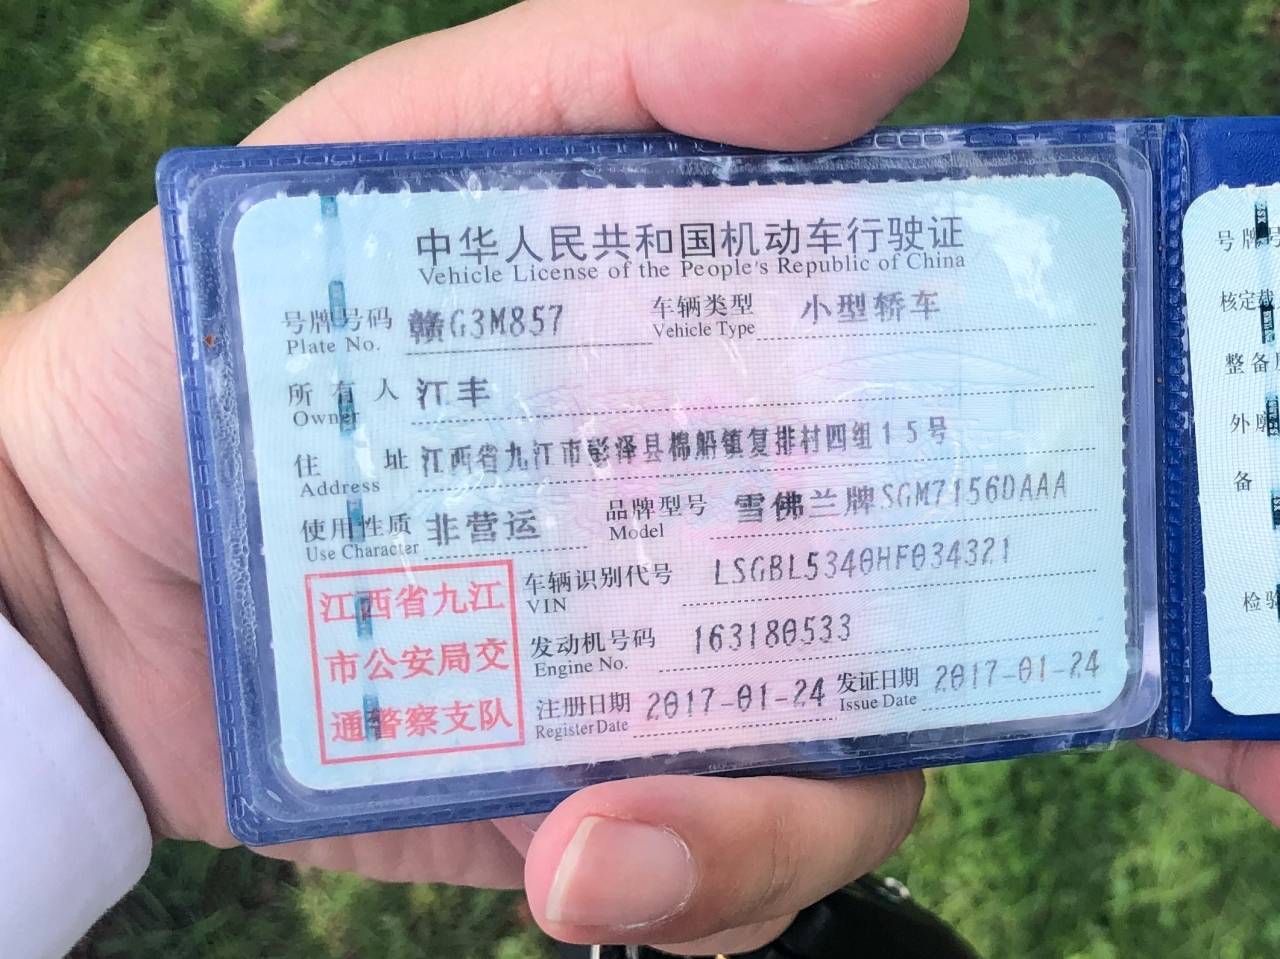 中华人民共和国机动车行驶证
Vehicle License of the People's Republic of China
号牌号码 赣G3M857 车辆类型 小型轿车
Plate No. Vehicle Type
所有人 江丰
Owner
住址 江西省九江市彭泽县棉船镇复排村四组15号
Address
使用性质 非营运 品牌型号 雪佛兰牌SGM7156DAAA
Use Character Model
车辆识别代号 LSGBL5340HF034321
VIN
发动机号码 163180533
Engine No.
注册日期 2017-01-24 发证日期 2017-01-24
Register Date Issue Date
江西省九江
市公安局交
通警察支队
号牌号
核定载
整备质
外廓
备
检验